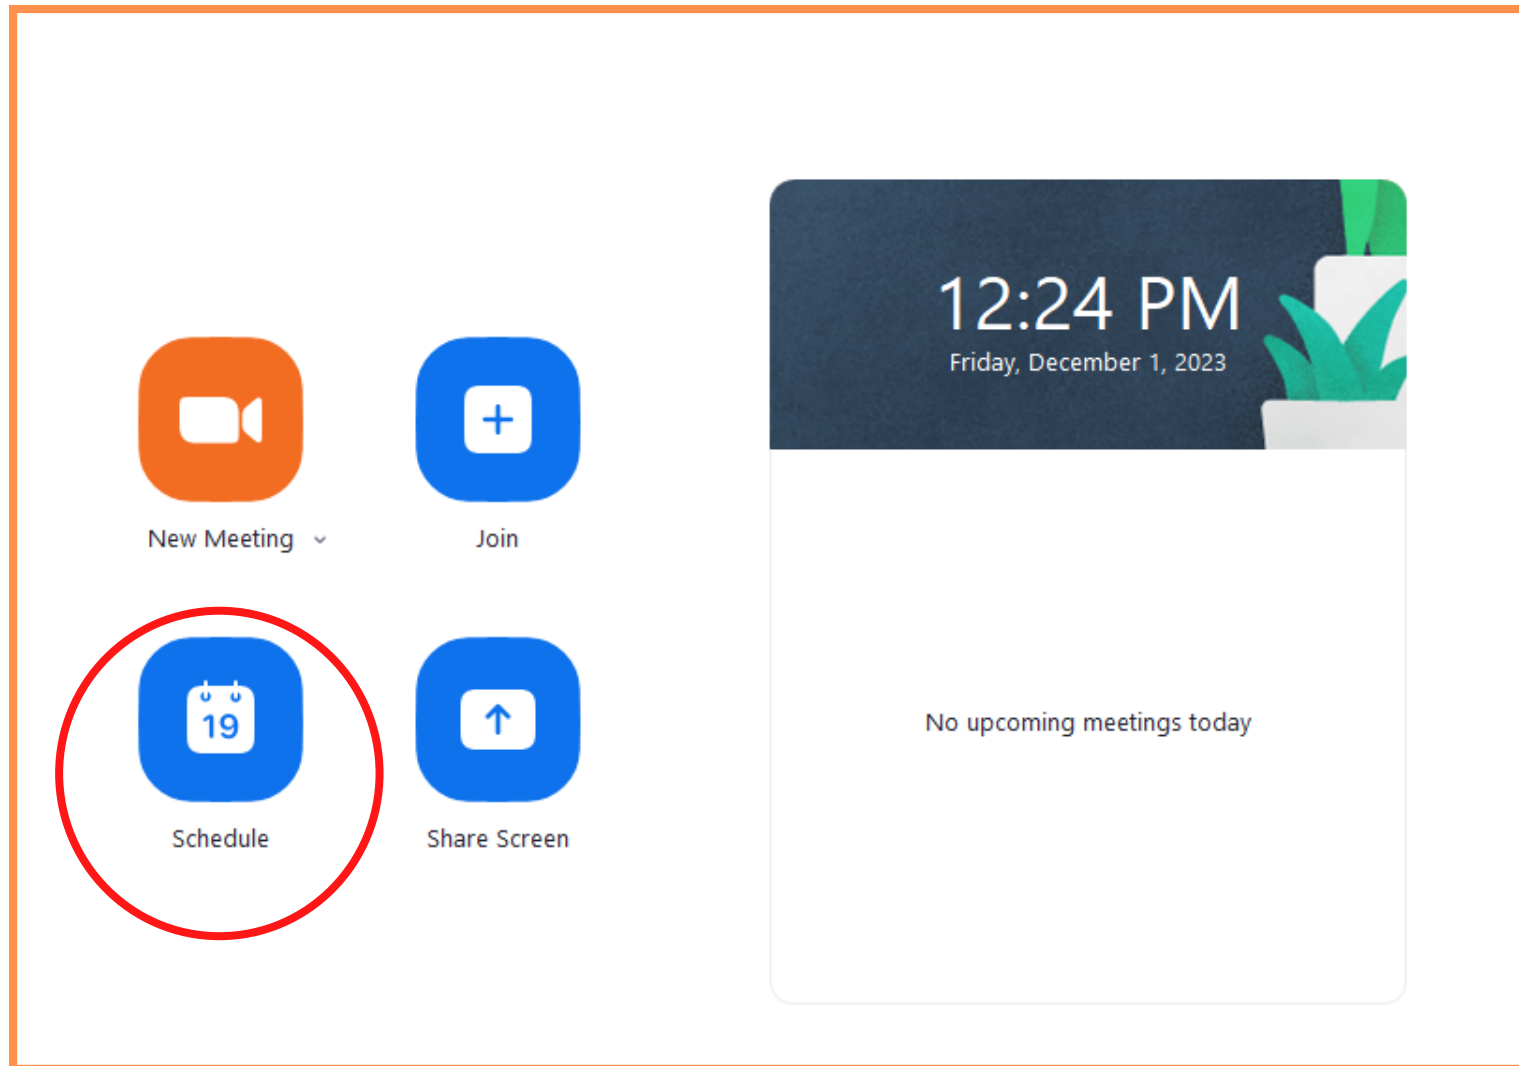 12:24 PM
Friday, December 1, 2023
New Meeting
Join
19
Schedule
Share Screen
No upcoming meetings today